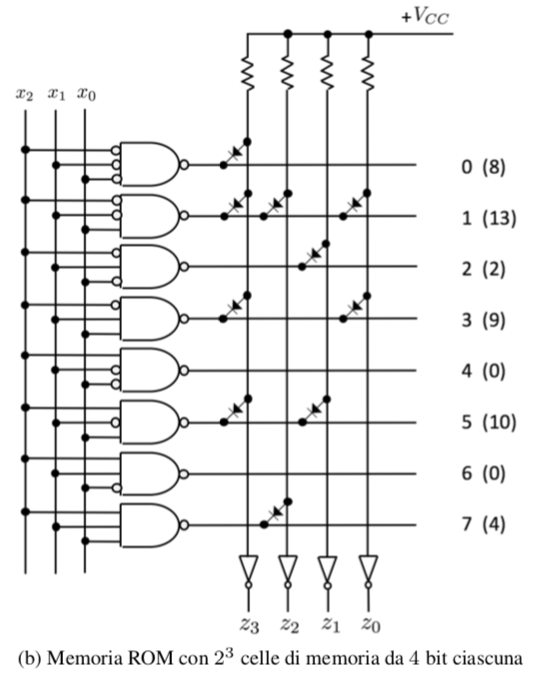 +V_CC
x_2 x_1 x_0
0 (8)
1 (13)
2 (2)
3 (9)
4 (0)
5 (10)
6 (0)
7 (4)
z_3 z_2 z_1 z_0
(b) Memoria ROM con 2^3 celle di memoria da 4 bit ciascuna